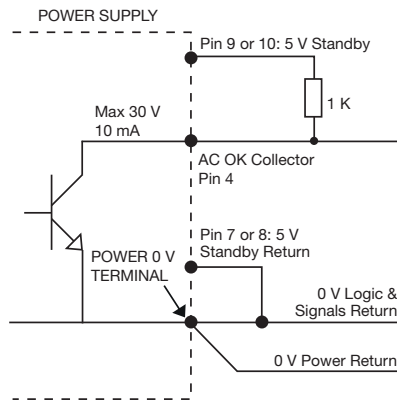 POWER SUPPLY
Pin 9 or 10: 5 V Standby
1 K
Max 30 V
10 mA
AC OK Collector
Pin 4
Pin 7 or 8: 5 V
Standby Return
POWER 0 V
TERMINAL
0 V Logic &
Signals Return
0 V Power Return